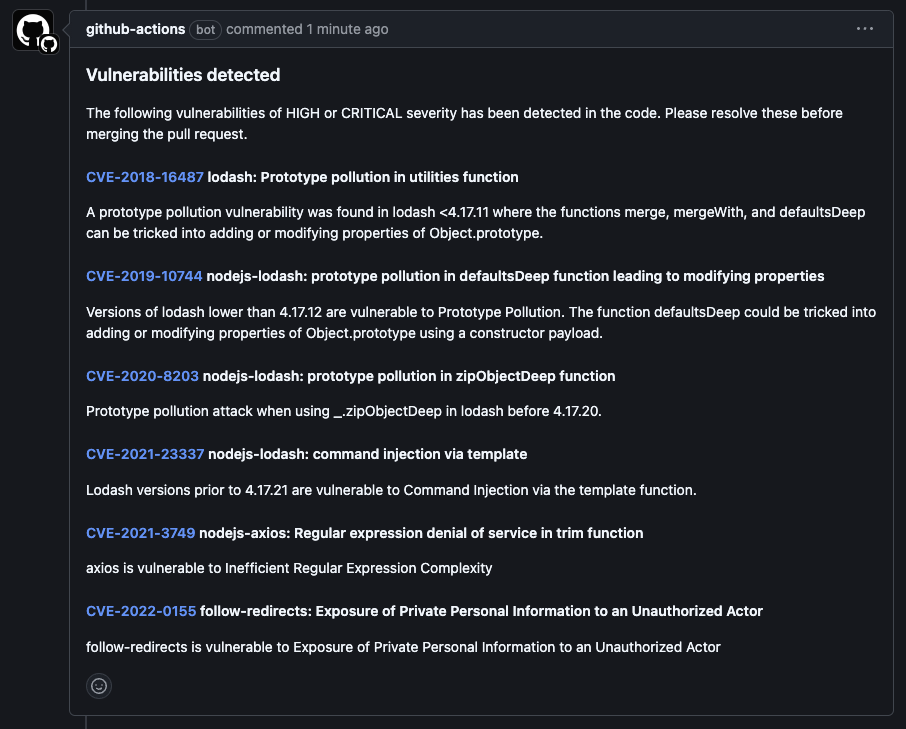 github-actions bot commented 1 minute ago
Vulnerabilities detected
The following vulnerabilities of HIGH or CRITICAL severity has been detected in the code. Please resolve these before
merging the pull request.
CVE-2018-16487 lodash: Prototype pollution in utilities function
A prototype pollution vulnerability was found in lodash <4.17.11 where the functions merge, mergeWith, and defaultsDeep
can be tricked into adding or modifying properties of Object.prototype.
CVE-2019-10744 nodejs-lodash: prototype pollution in defaultsDeep function leading to modifying properties
Versions of lodash lower than 4.17.12 are vulnerable to Prototype Pollution. The function defaultsDeep could be tricked into
adding or modifying properties of Object.prototype using a constructor payload.
CVE-2020-8203 nodejs-lodash: prototype pollution in zipObjectDeep function
Prototype pollution attack when using _.zipObjectDeep in lodash before 4.17.20.
CVE-2021-23337 nodejs-lodash: command injection via template
Lodash versions prior to 4.17.21 are vulnerable to Command Injection via the template function.
CVE-2021-3749 nodejs-axios: Regular expression denial of service in trim function
axios is vulnerable to Inefficient Regular Expression Complexity
CVE-2022-0155 follow-redirects: Exposure of Private Personal Information to an Unauthorized Actor
follow-redirects is vulnerable to Exposure of Private Personal Information to an Unauthorized Actor